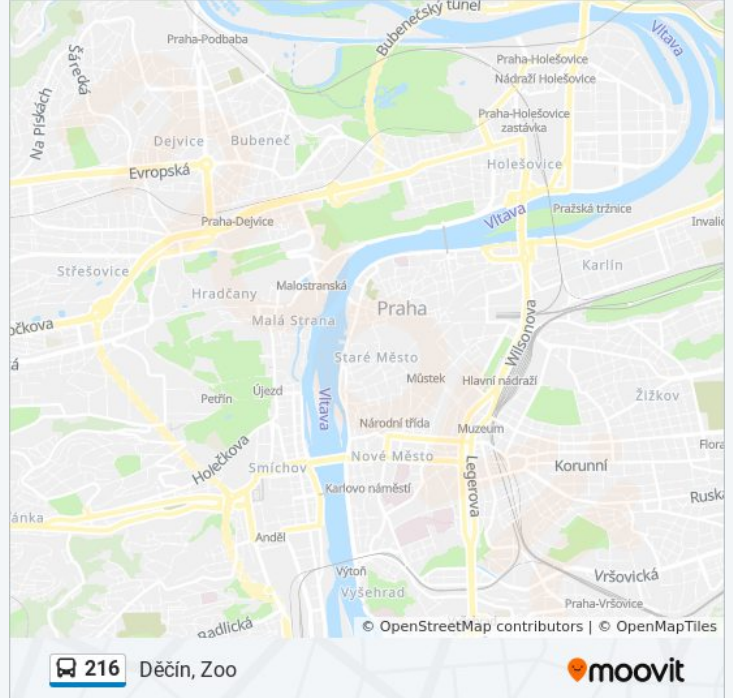 Bubenečský tunel
Praha-Podbaba
Vltava
Šárecká
Praha-Holešovice
Nádraží Holešovice
Na Pískách
Praha-Holešovice
zastávka
Dejvice
Bubeneč
Holešovice
Evropská
Pražská tržnice
Vltava
Praha-Dejvice
Invalid
Karlín
Střešovice
Malostranská
Hradčany
Praha
Malá Strana
očkova
Wilsonova
Staré Město
á
Můstek
Hlavní nádraží
Petřín
Újezd
Žižkov
Vltava
Národní třída
Muzeum
Flora
Holečkova
Nové Město
Smíchov
Korunní
Legerova
Karlovo náměstí
Ruská
ánka
Anděl
Výtoň
Vršovická
Vyšehrad
Praha-Vršovice
Radlická
© OpenStreetMap contributors | © OpenMapTiles
216 Děčín, Zoo
moovit